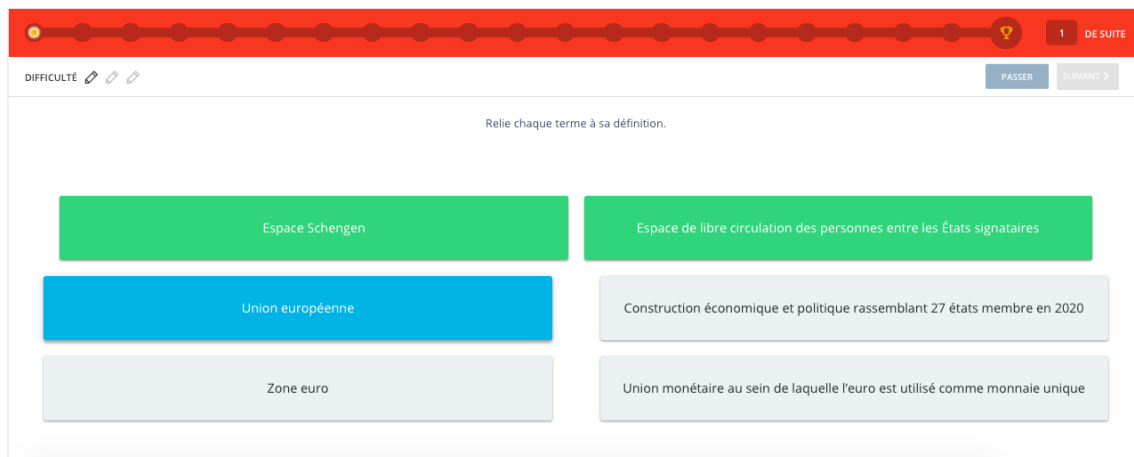 1 DE SUITE
DIFFICULTÉ
PASSER
SUIVANT
Relie chaque terme à sa définition.
Espace Schengen
Espace de libre circulation des personnes entre les États signataires
Union européenne
Construction économique et politique rassemblant 27 états membre en 2020
Zone euro
Union monétaire au sein de laquelle l'euro est utilisé comme monnaie unique